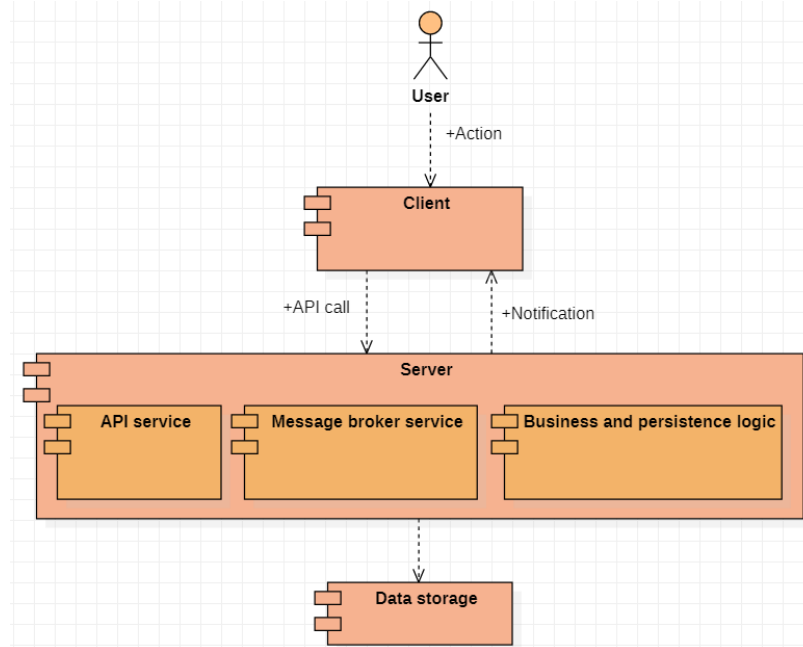 User
+Action
Client
+API call
+Notification
Server
API service
Message broker service
Business and persistence logic
Data storage